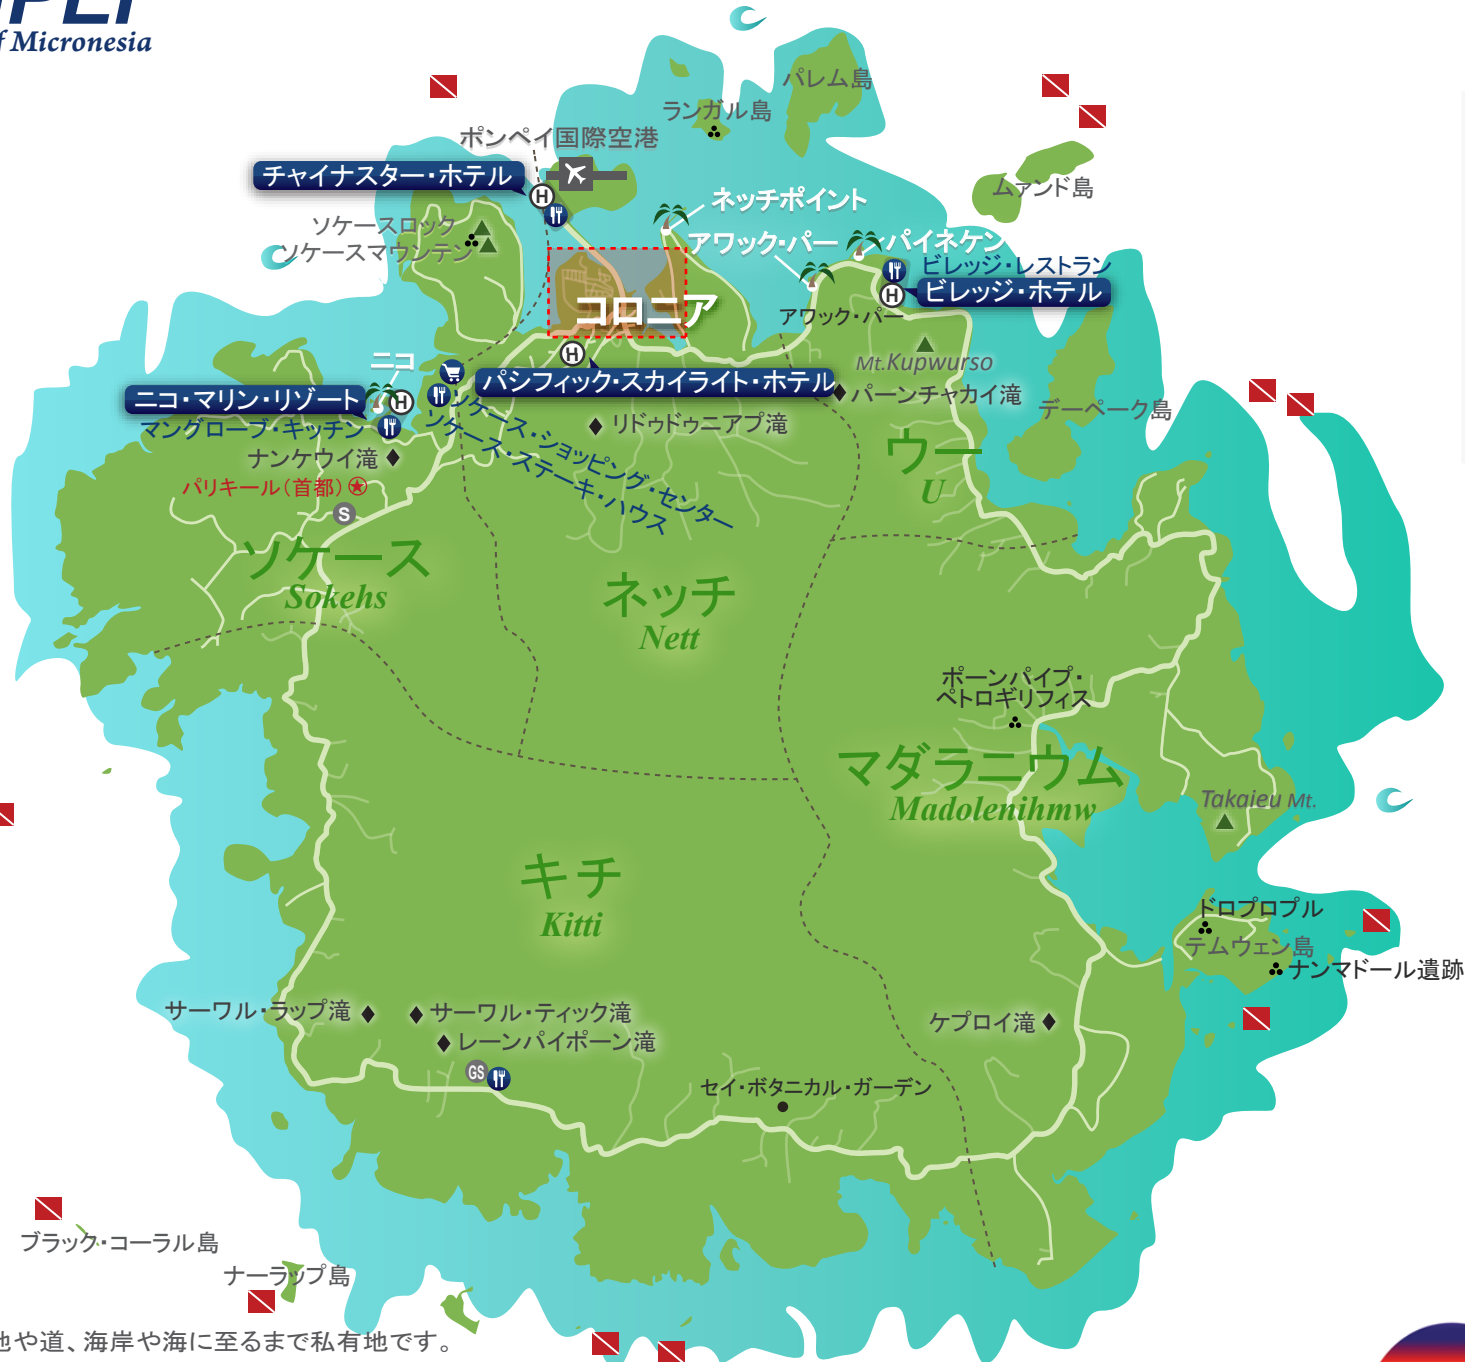 of Micronesia
パレム島
ランガル島
ポンペイ国際空港
チャイナスター・ホテル
H
ムァンド島
ネッチポイント
ソケースロック
ソケースマウンテン
アワック・パー
パイネケン
ビレッジ・レストラン
H
ビレッジ・ホテル
コロニア
アワック・パー
H
Mt.Kupwurso
ニコ
パシフィック・スカイライト・ホテル
パーンチャカイ滝
ニコ・マリン・リゾート
H
デーペーク島
マングローブ・キッチン
リドゥドゥニアプ滝
ソケース・ショッピング・センター
ソケース・ステーキ・ハウス
ナンケウイ滝
パリキール(首都)
S
ウー
U
ソケース
Sokehs
ネッチ
Nett
ポーンパイプ・
ペトロギリフィス
マダラニウム
Madolenihmw
Takaieu Mt.
キチ
Kitti
ドロプロプル
テムウェン島
ナンマドール遺跡
サーワル・ラップ滝
サーワル・ティック滝
ケプロイ滝
レーンパイポーン滝
GS
セイ・ボタニカル・ガーデン
ブラック・コーラル島
ナーラップ島
や道、海岸や海に至るまで私有地です。